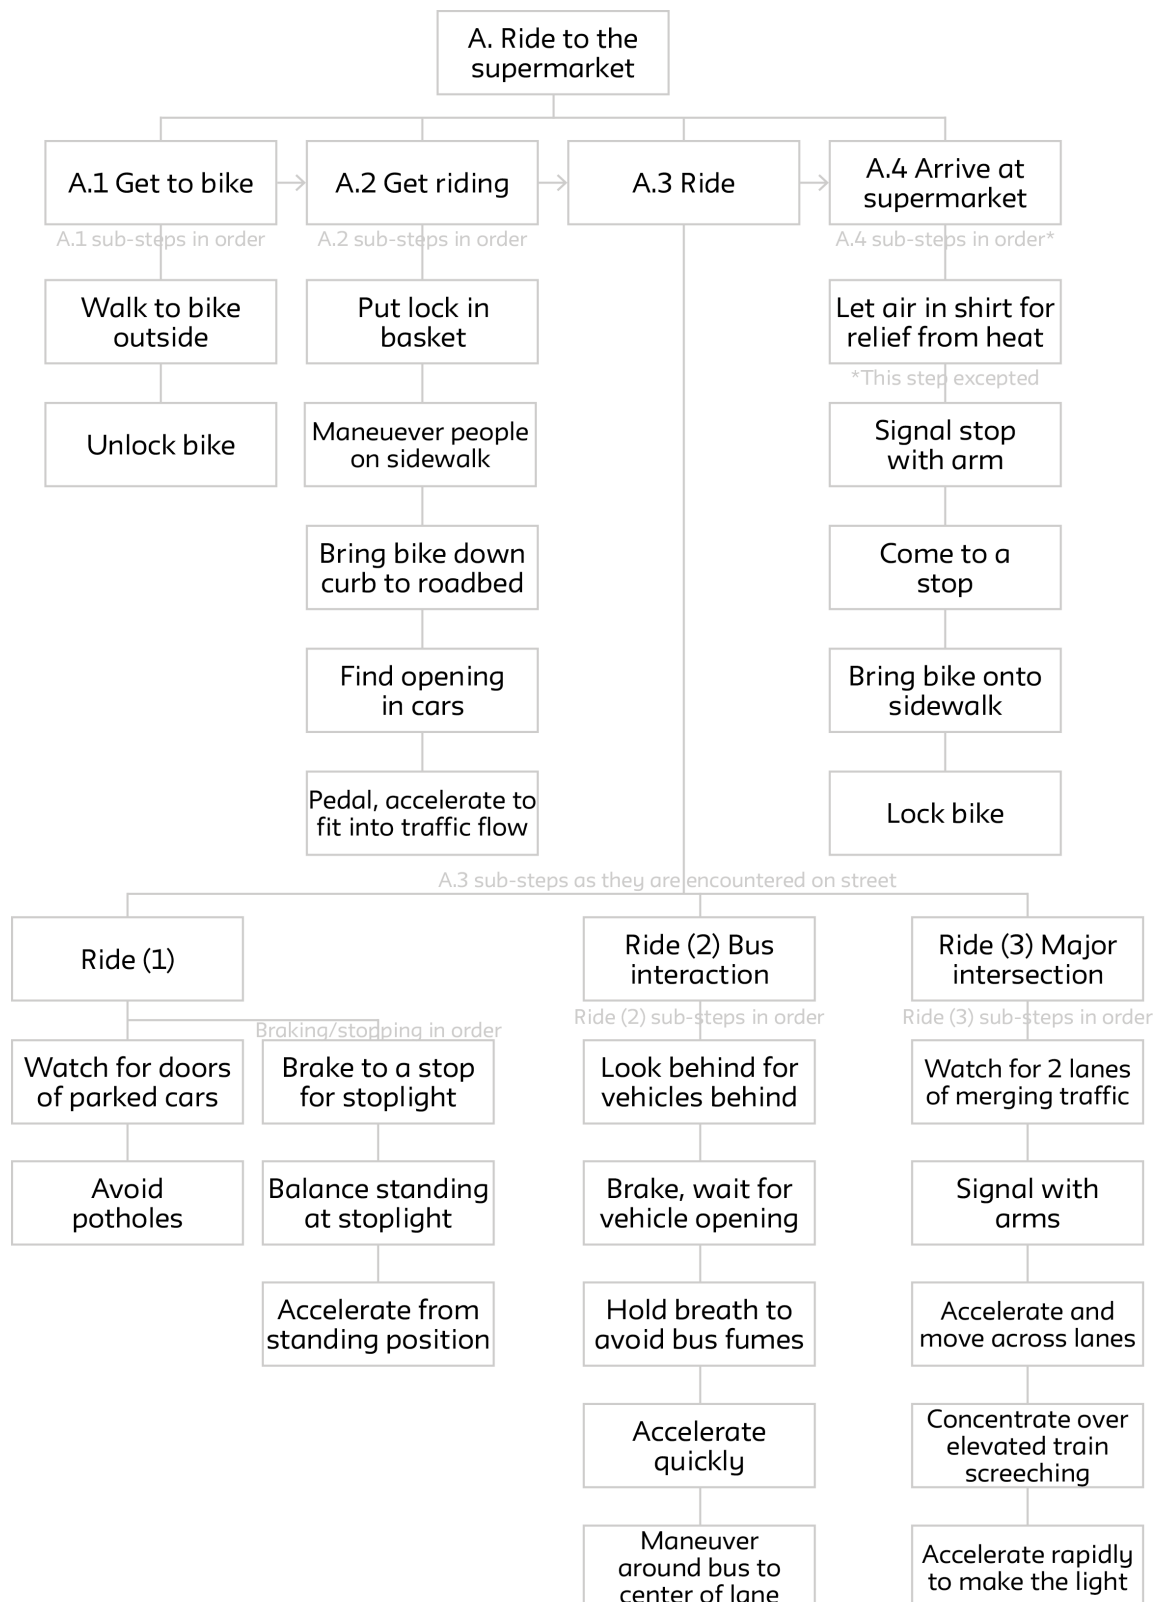 A. Ride to the
supermarket
A.1 Get to bike
A.2 Get riding
A.3 Ride
A.4 Arrive at
supermarket
A.1 sub-steps in order
A.2 sub-steps in order
A.4 sub-steps in order*
Walk to bike
outside
Put lock in
basket
Let air in shirt for
relief from heat
*This step excepted
Unlock bike
Maneuever people
on sidewalk
Signal stop
with arm
Bring bike down
curb to roadbed
Come to a
stop
Find opening
in cars
Bring bike onto
sidewalk
Pedal, accelerate to
fit into traffic flow
Lock bike
A.3 sub-steps as they are encountered on street
Ride (1)
Ride (2) Bus
interaction
Ride (3) Major
intersection
Braking/stopping in order
Ride (2) sub-steps in order
Ride (3) sub-steps in order
Watch for doors
of parked cars
Brake to a stop
for stoplight
Look behind for
vehicles behind
Watch for 2 lanes
of merging traffic
Avoid
potholes
Balance standing
at stoplight
Brake, wait for
vehicle opening
Signal with
arms
Accelerate from
standing position
Hold breath to
avoid bus fumes
Accelerate and
move across lanes
Accelerate
quickly
Concentrate over
elevated train
screeching
Maneuver
around bus to
center of lane
Accelerate rapidly
to make the light